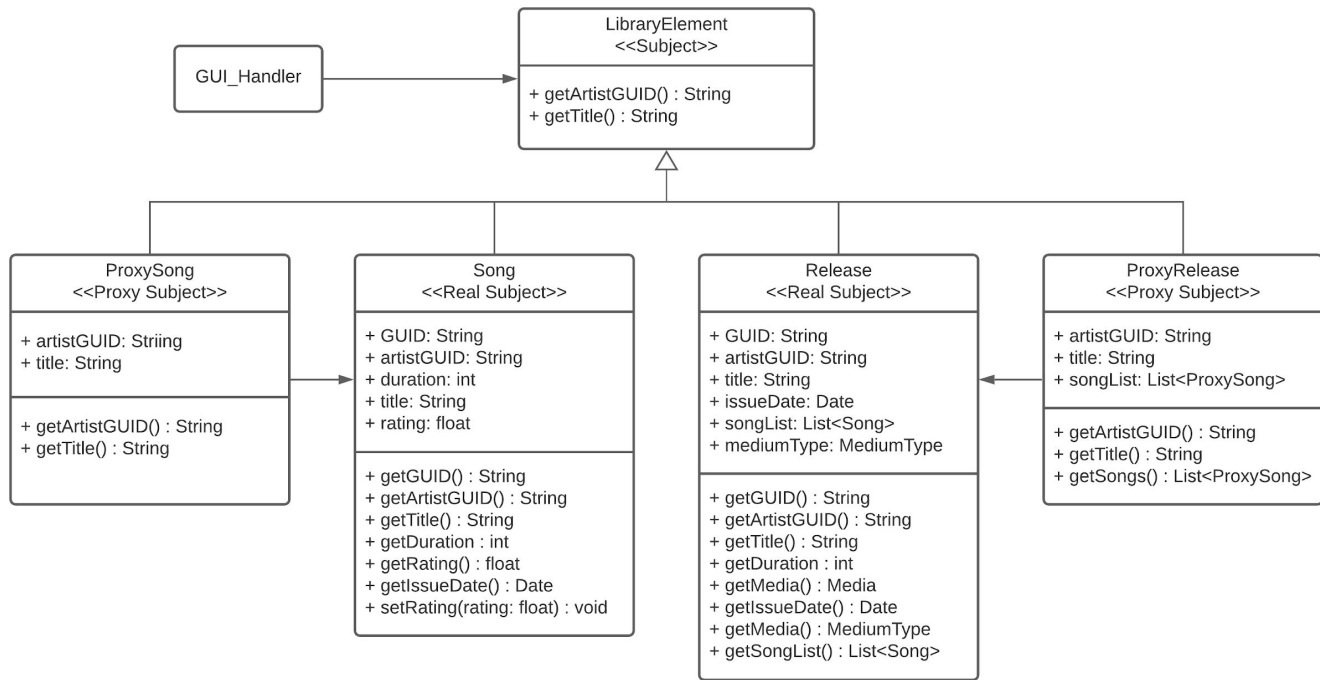 LibraryElement
<<Subject>>
+ getArtistGUID() : String
+ getTitle() : String
GUI_Handler
ProxySong
<<Proxy Subject>>
+ artistGUID: Striing
+ title: String
+ getArtistGUID() : String
+ getTitle() : String
Song
<<Real Subject>>
+ GUID: String
+ artistGUID: String
+ duration: int
+ title: String
+ rating: float
+ getGUID() : String
+ getArtistGUID() : String
+ getTitle() : String
+ getDuration : int
+ getRating() : float
+ getIssueDate() : Date
+ setRating(rating: float) : void
Release
<<Real Subject>>
+ GUID: String
+ artistGUID: String
+ title: String
+ issueDate: Date
+ songList: List<Song>
+ mediumType: MediumType
+ getGUID() : String
+ getArtistGUID() : String
+ getTitle() : String
+ getDuration : int
+ getMedia() : Media
+ getIssueDate() : Date
+ getMedia() : MediumType
+ getSongList() : List<Song>
ProxyRelease
<<Proxy Subject>>
+ artistGUID: String
+ title: String
+ songList: List<ProxySong>
+ getArtistGUID() : String
+ getTitle() : String
+ getSongs() : List<ProxySong>